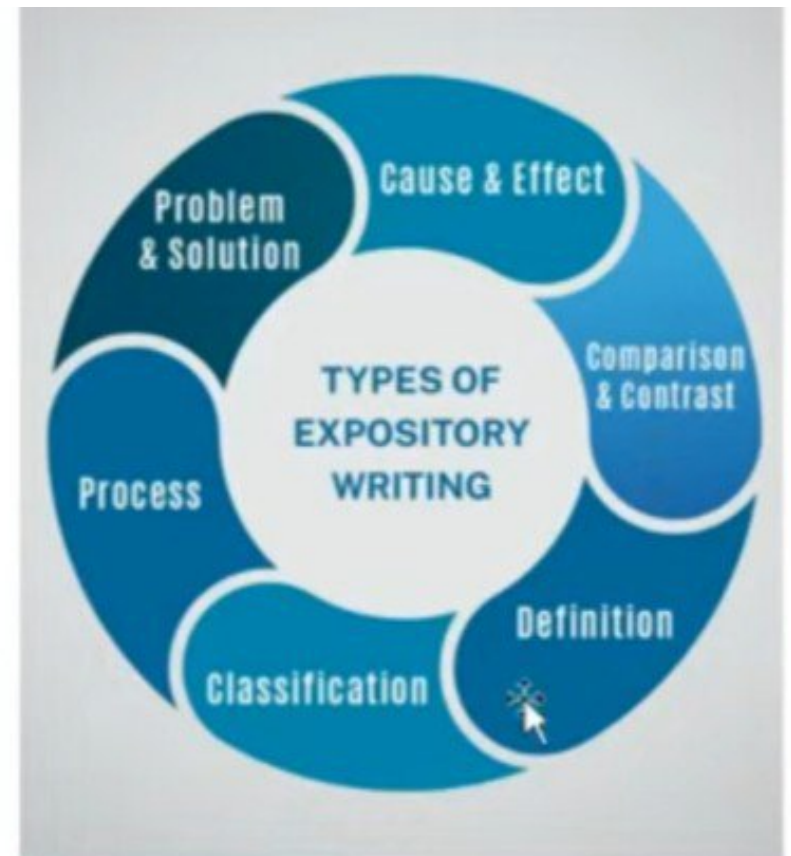 Cause & Effect
Problem
& Solution
Comparison
& Contrast
TYPES OF
EXPOSITORY
WRITING
Process
Definition
Classification